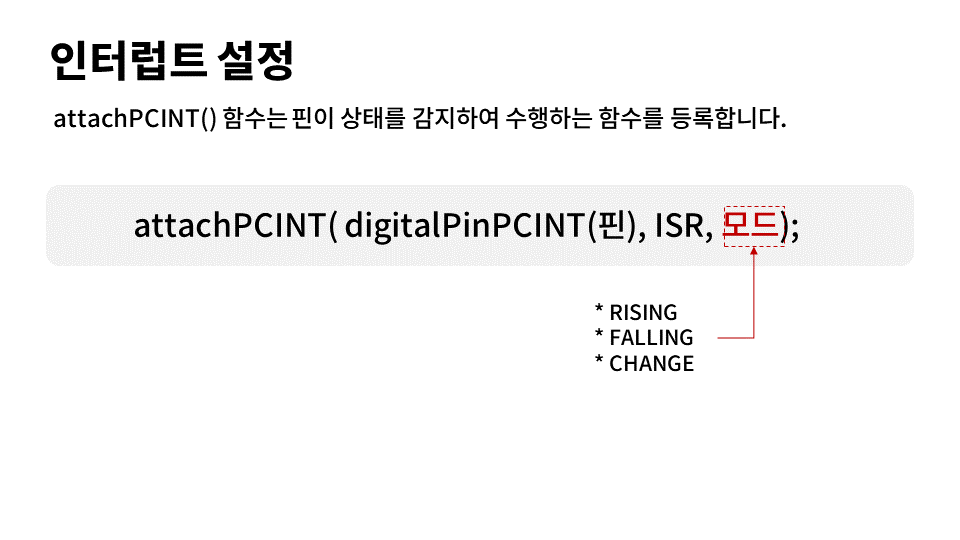 인터럽트 설정
attachPCINT() 함수는 핀이 상태를 감지하여 수행하는 함수를 등록합니다.
attachPCINT( digitalPinPCINT(핀), ISR, 모드);
* RISING
* FALLING
* CHANGE